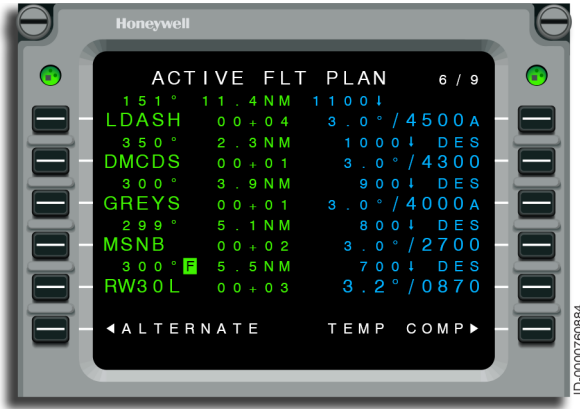 Honeywell
ACTIVE FLT PLAN 6/9
151° 11.4NM 1100↓
LDASH 00+04 3.0°/4500A
350° 2.3NM 1000↓ DES
DMCDS 00+01 3.0°/4300
300° 3.9NM 900↓ DES
GREYS 00+01 3.0°/4000A
299° 5.1NM 800↓ DES
MSNB 00+02 3.0°/2700
300° F 5.5NM 700↓ DES
RW30L 00+03 3.2°/0870
◀ALTERNATE TEMP COMP▶
ID-0000760884